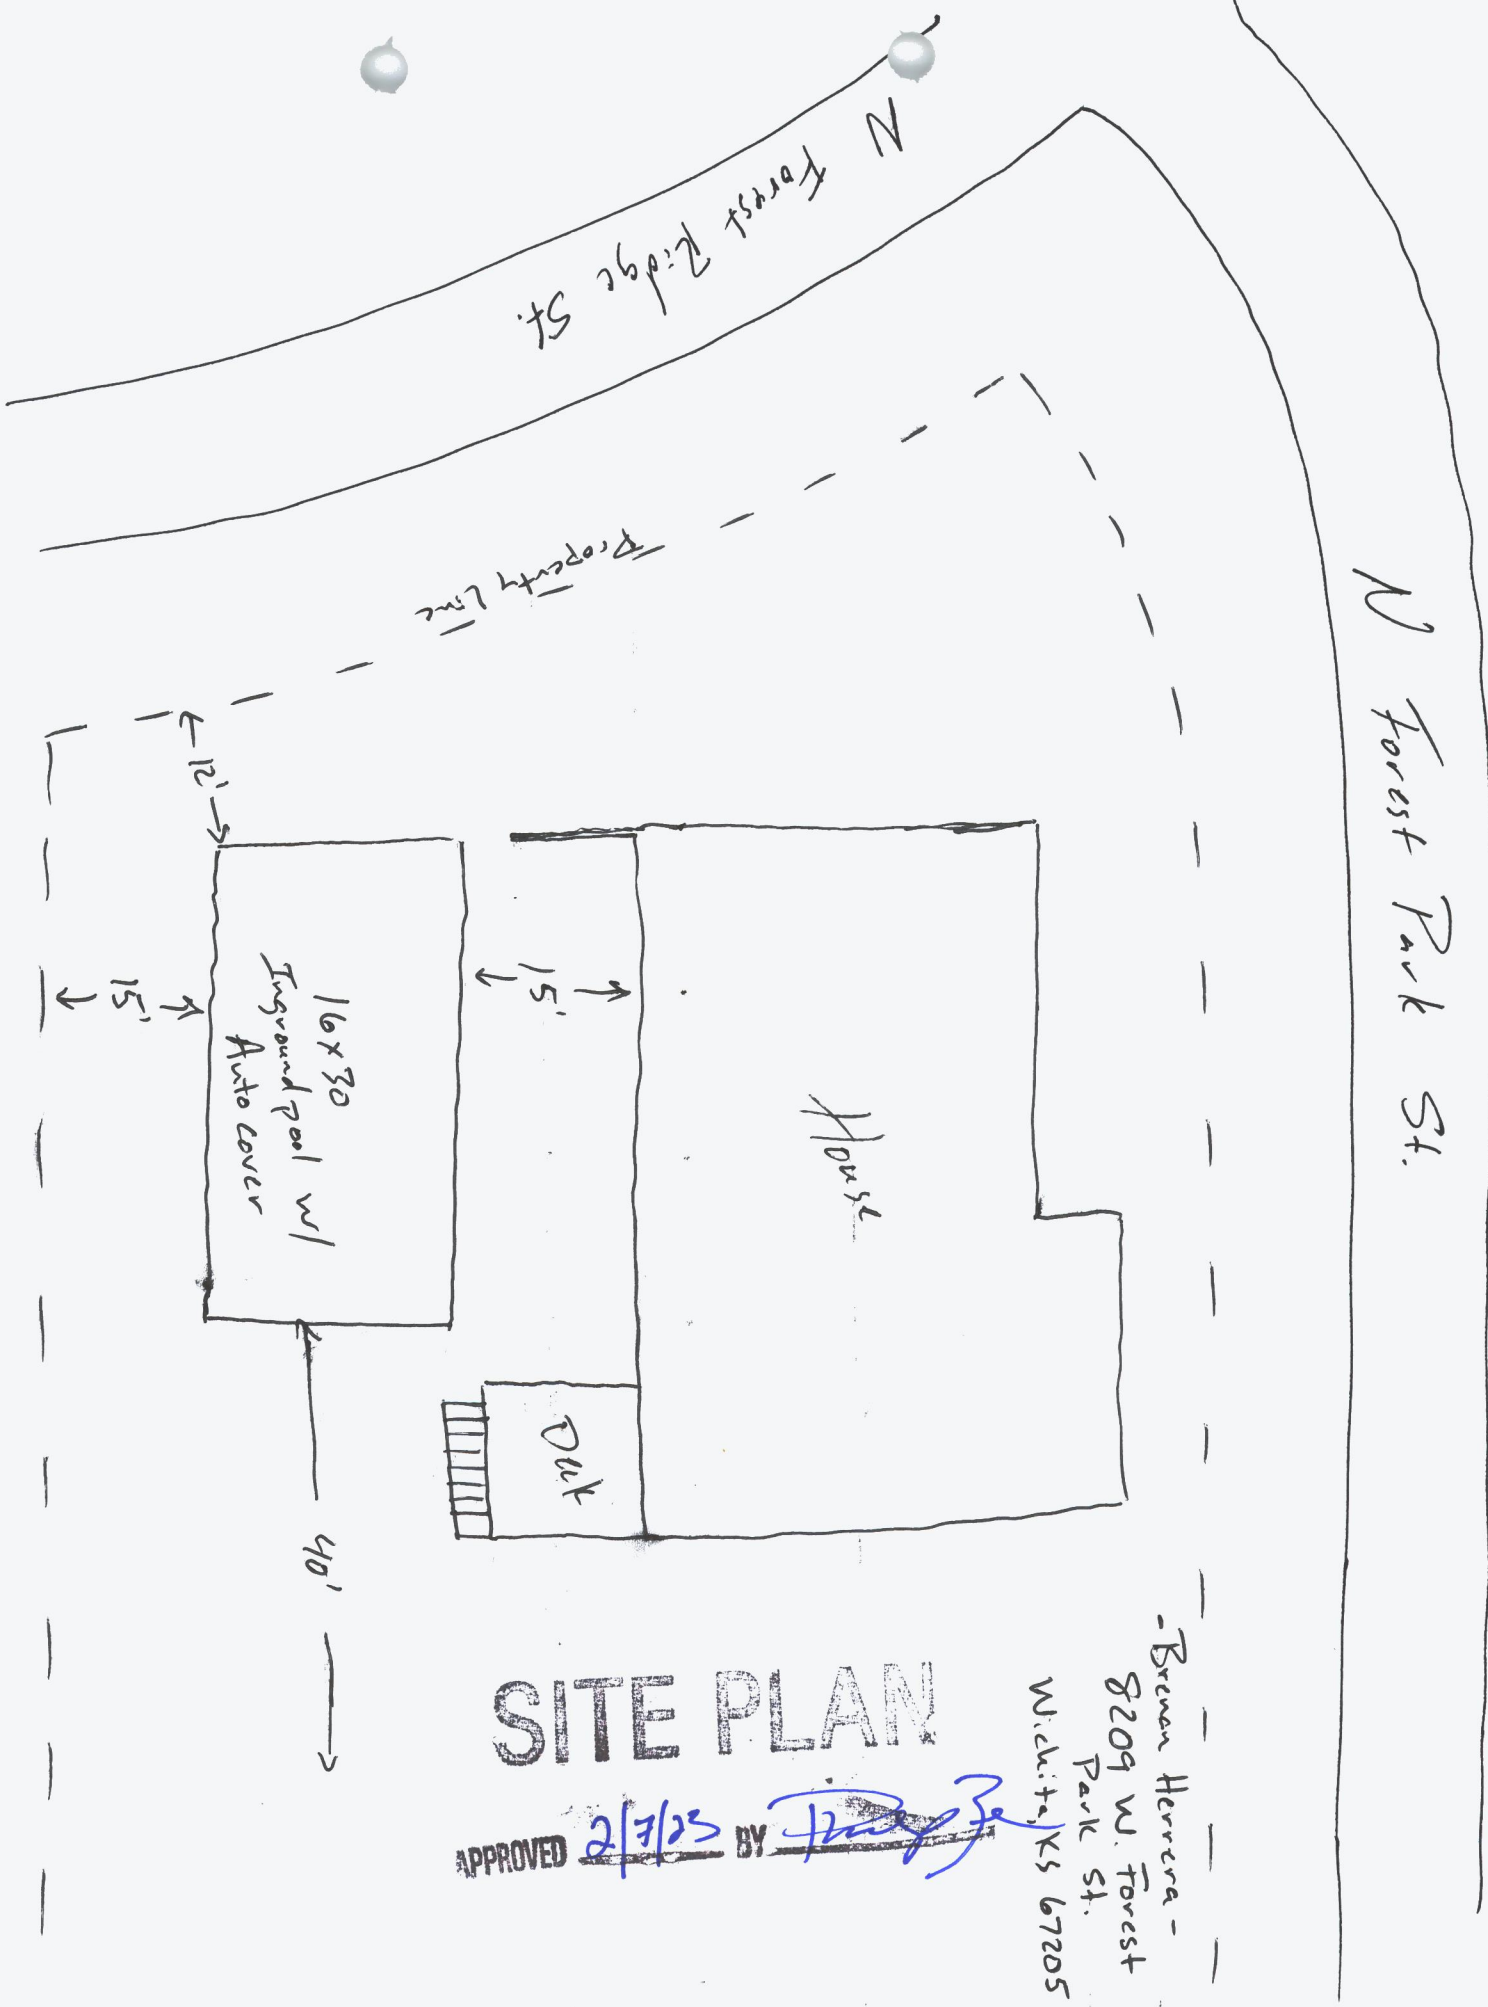 N Forest Ridge St.
N Forest Park St.
Property Line
12'
15'
15'
16x30
Inground pool w/
Auto cover
House
Deck
40'
-Brenan Herrera-
8209 W. Forest
Park St.
Wichita, KS 67205
SITE PLAN
APPROVED 2/7/23 BY